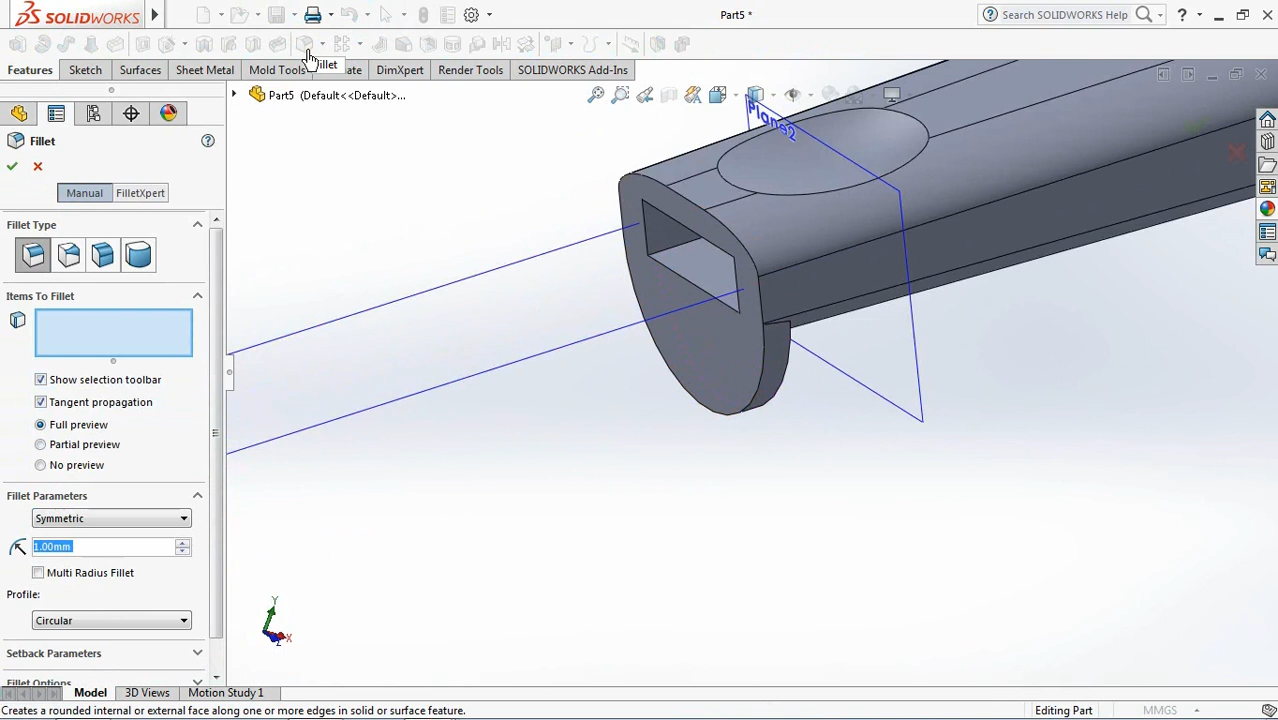 SOLIDWORKS
Part5 *
Search SOLIDWORKS Help
?
Fillet
Features
Sketch
Surfaces
Sheet Metal
Mold Tools
ate
DimXpert
Render Tools
SOLIDWORKS Add-Ins
Part5 (Default<<Default>...
Plane2
Fillet
?
Manual
FilletXpert
Fillet Type
Items To Fillet
Show selection toolbar
Tangent propagation
Full preview
Partial preview
No preview
Fillet Parameters
Symmetric
1.00mm
Multi Radius Fillet
Profile:
Circular
Setback Parameters
Fillet Options
Y
X
Z
Model
3D Views
Motion Study 1
Creates a rounded internal or external face along one or more edges in solid or surface feature.
Editing Part
MMGS